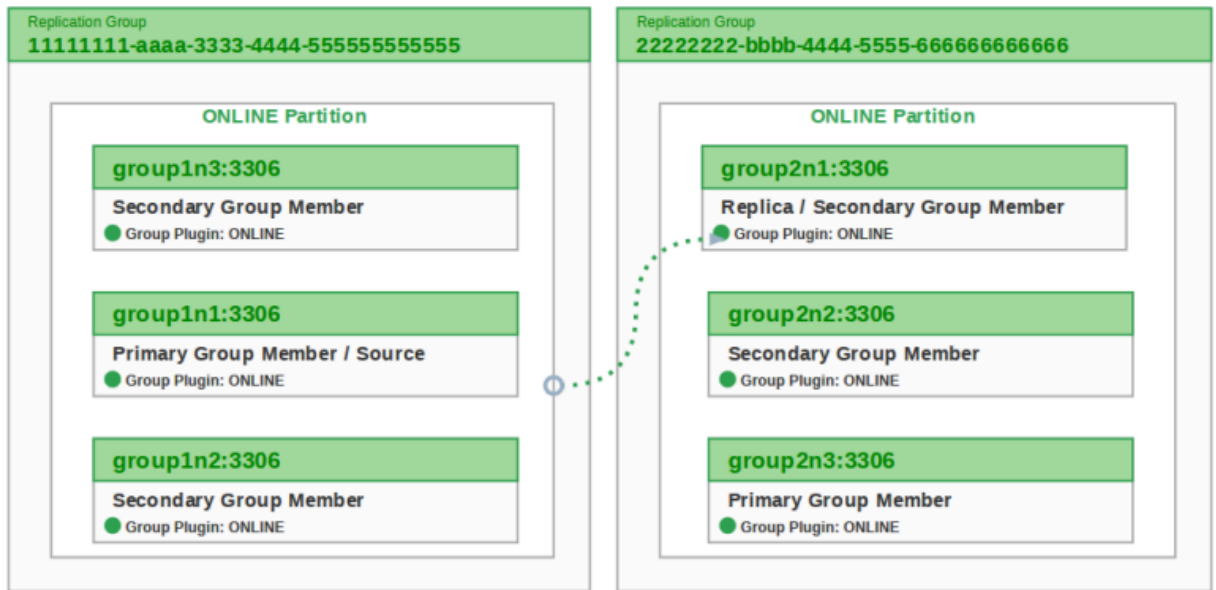 Replication Group
11111111-aaaa-3333-4444-555555555555
ONLINE Partition
group1n3:3306
Secondary Group Member
Group Plugin: ONLINE
group1n1:3306
Primary Group Member / Source
Group Plugin: ONLINE
group1n2:3306
Secondary Group Member
Group Plugin: ONLINE
Replication Group
22222222-bbbb-4444-5555-666666666666
ONLINE Partition
group2n1:3306
Replica / Secondary Group Member
Group Plugin: ONLINE
group2n2:3306
Secondary Group Member
Group Plugin: ONLINE
group2n3:3306
Primary Group Member
Group Plugin: ONLINE